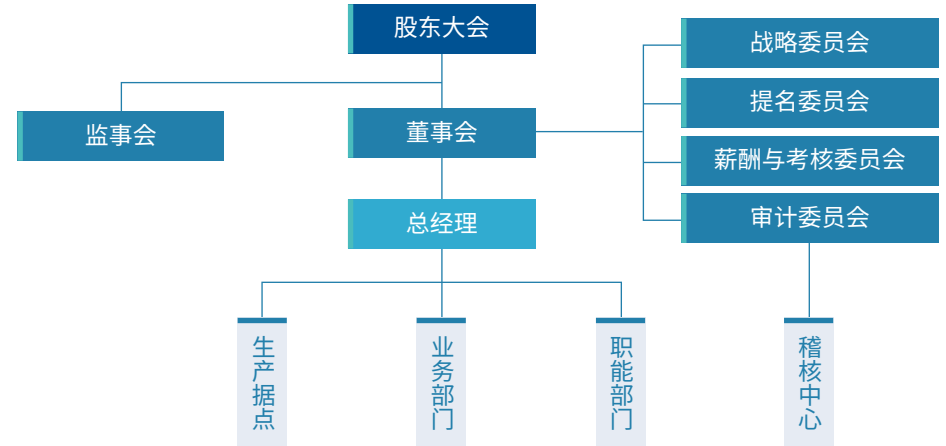 股东大会
战略委员会
提名委员会
监事会
董事会
薪酬与考核委员会
总经理
审计委员会
生产据点
业务部门
职能部门
稽核中心